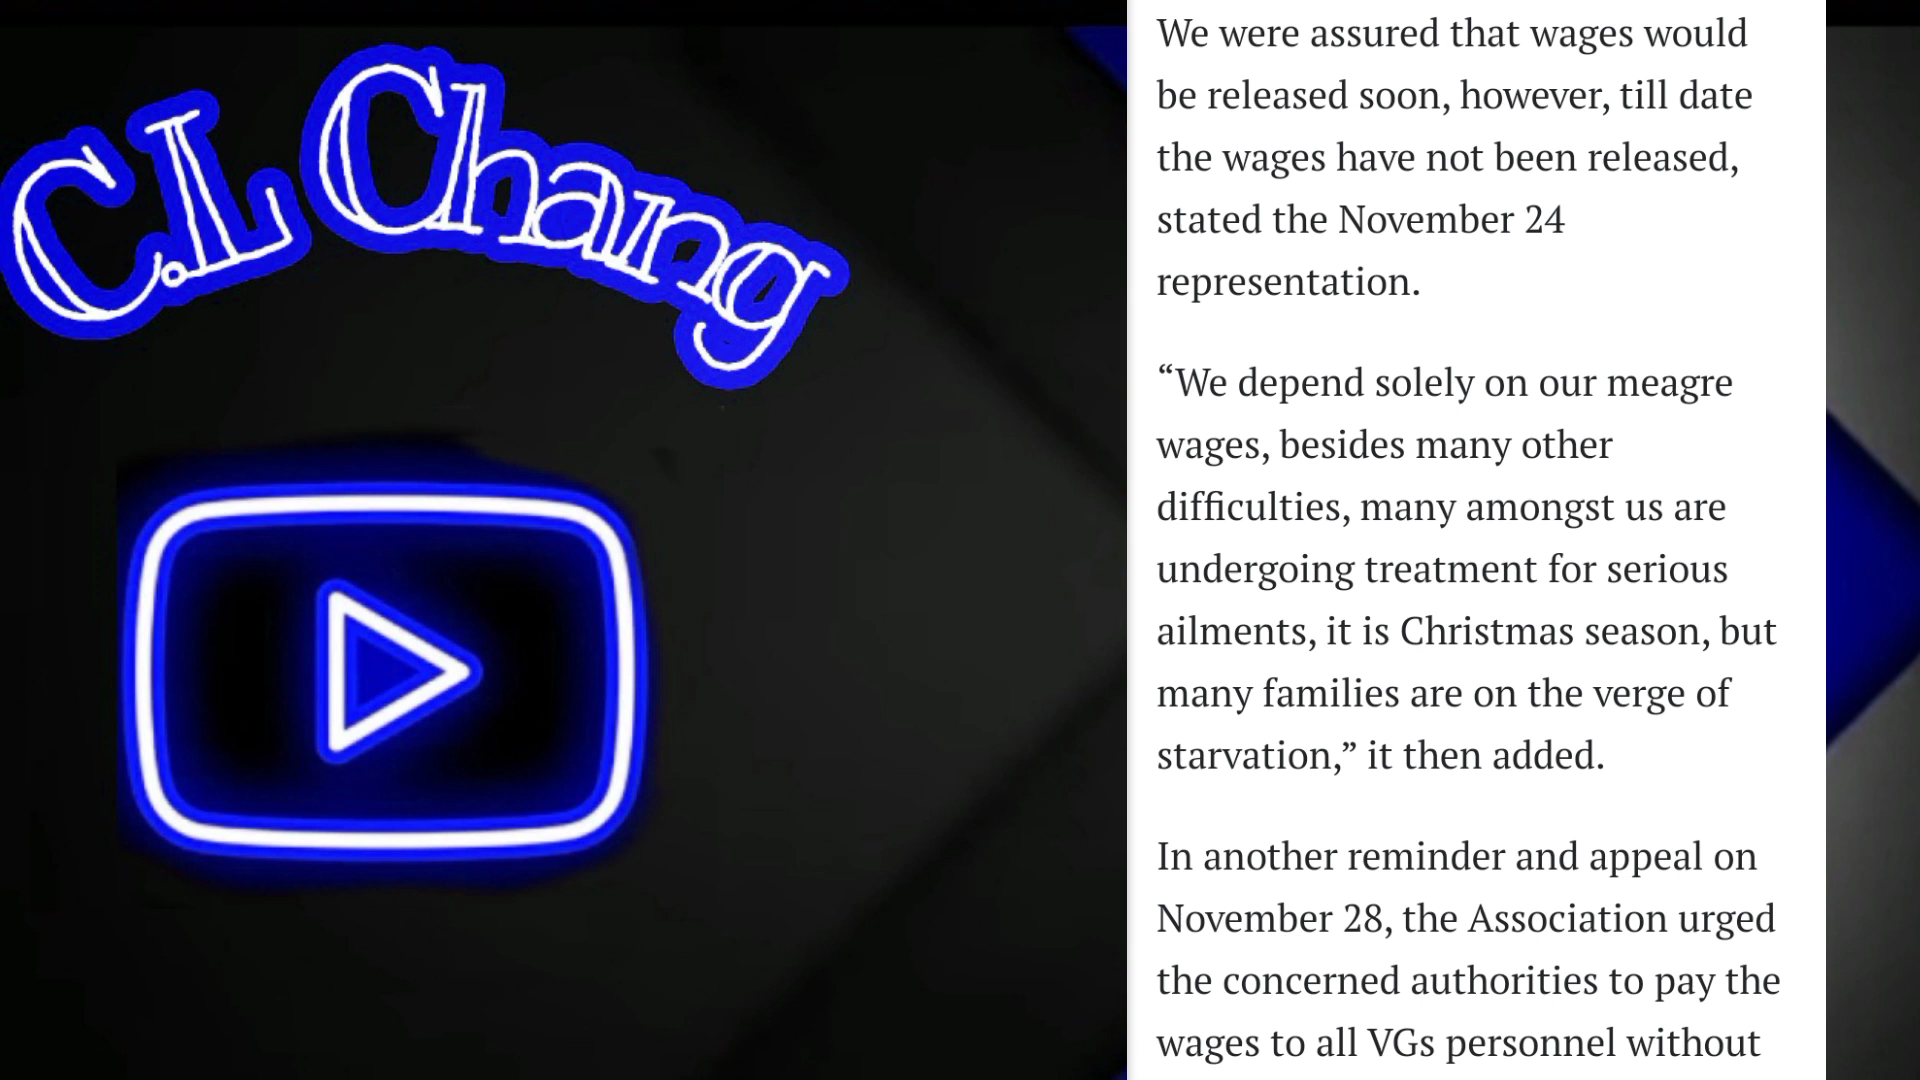 C.L Chang
We were assured that wages would
be released soon, however, till date
the wages have not been released,
stated the November 24
representation.
“We depend solely on our meagre
wages, besides many other
difficulties, many amongst us are
undergoing treatment for serious
ailments, it is Christmas season, but
many families are on the verge of
starvation,” it then added.
In another reminder and appeal on
November 28, the Association urged
the concerned authorities to pay the
wages to all VGs personnel without